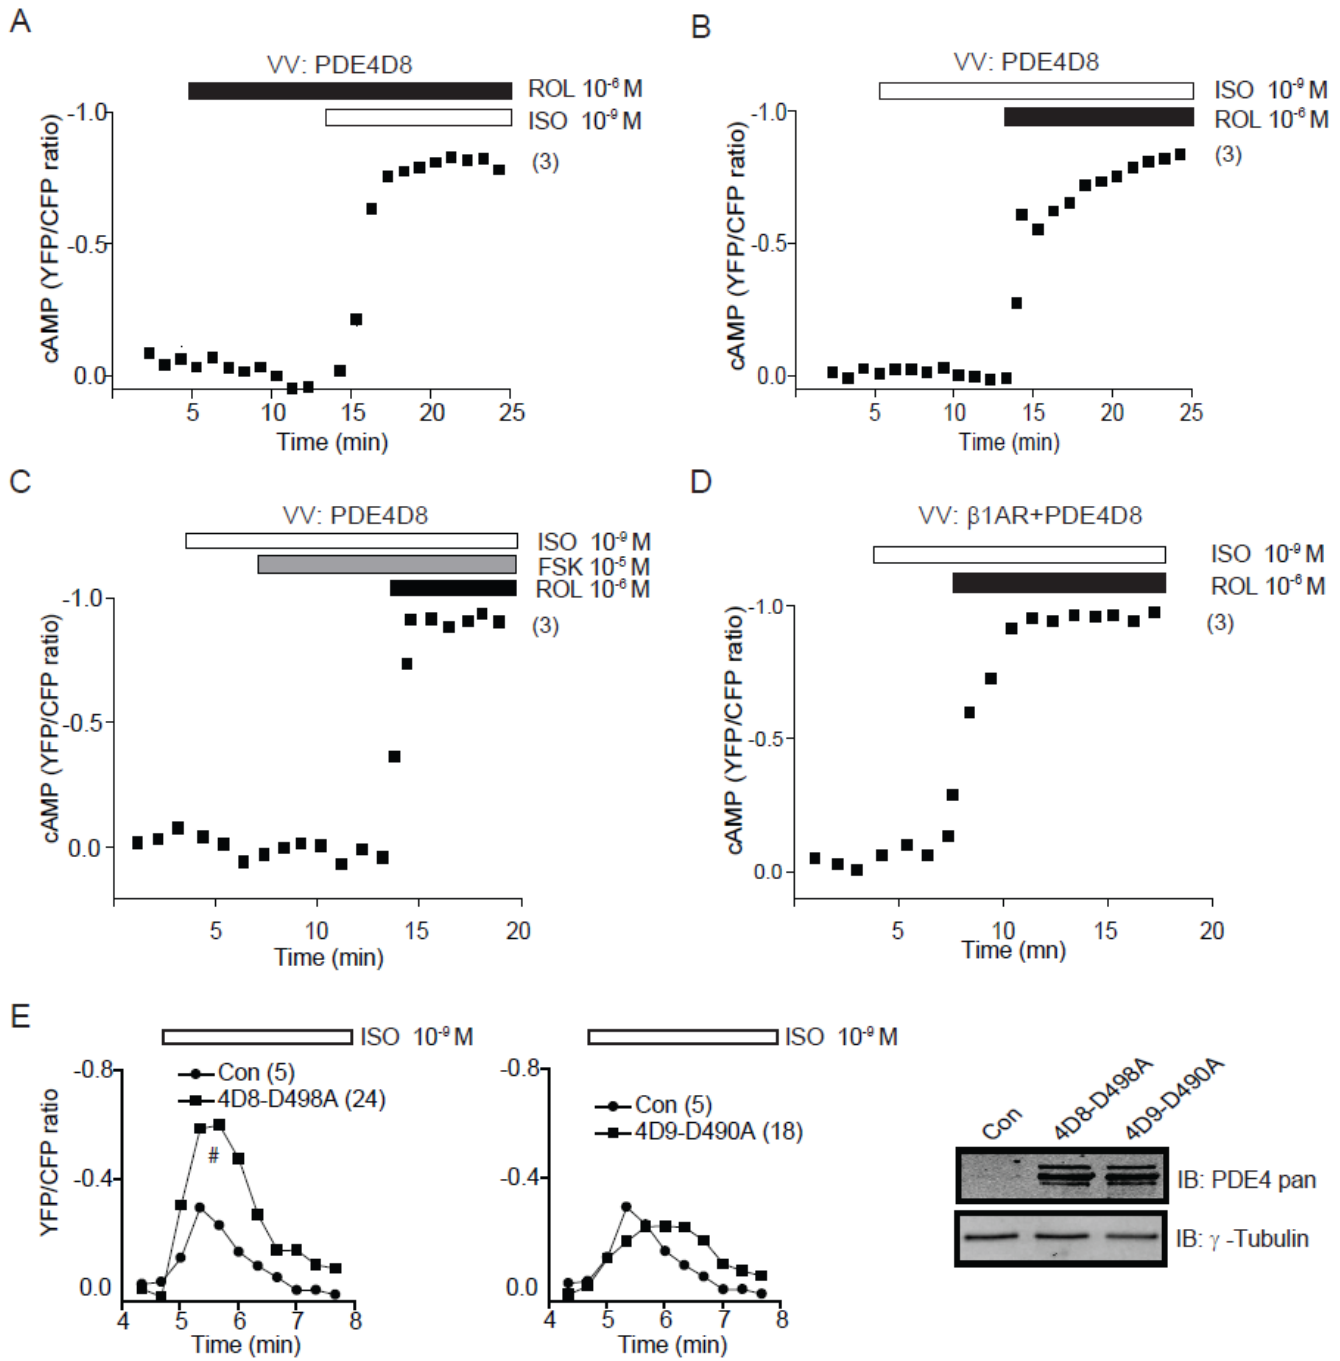 A
VV: PDE4D8
ROL 10⁻⁶ M
ISO 10⁻⁹ M
(3)
cAMP (YFP/CFP ratio)
-1.0
-0.5
0.0
5 10 15 20 25
Time (min)
B
VV: PDE4D8
ISO 10⁻⁹ M
ROL 10⁻⁶ M
(3)
cAMP (YFP/CFP ratio)
-1.0
-0.5
0.0
5 10 15 20 25
Time (min)
C
VV: PDE4D8
ISO 10⁻⁹ M
FSK 10⁻⁵ M
ROL 10⁻⁶ M
(3)
cAMP (YFP/CFP ratio)
-1.0
-0.5
0.0
5 10 15 20
Time (min)
D
VV: β1AR+PDE4D8
ISO 10⁻⁹ M
ROL 10⁻⁶ M
(3)
cAMP (YFP/CFP ratio)
-1.0
-0.5
0.0
5 10 15 20
Time (mn)
E
ISO 10⁻⁹ M
Con (5)
4D8-D498A (24)
#
YFP/CFP ratio
-0.8
-0.4
0.0
4 5 6 7 8
Time (min)
ISO 10⁻⁹ M
Con (5)
4D9-D490A (18)
-0.8
-0.4
0.0
4 5 6 7 8
Time (min)
Con
4D8-D498A
4D9-D490A
IB: PDE4 pan
IB: γ -Tubulin